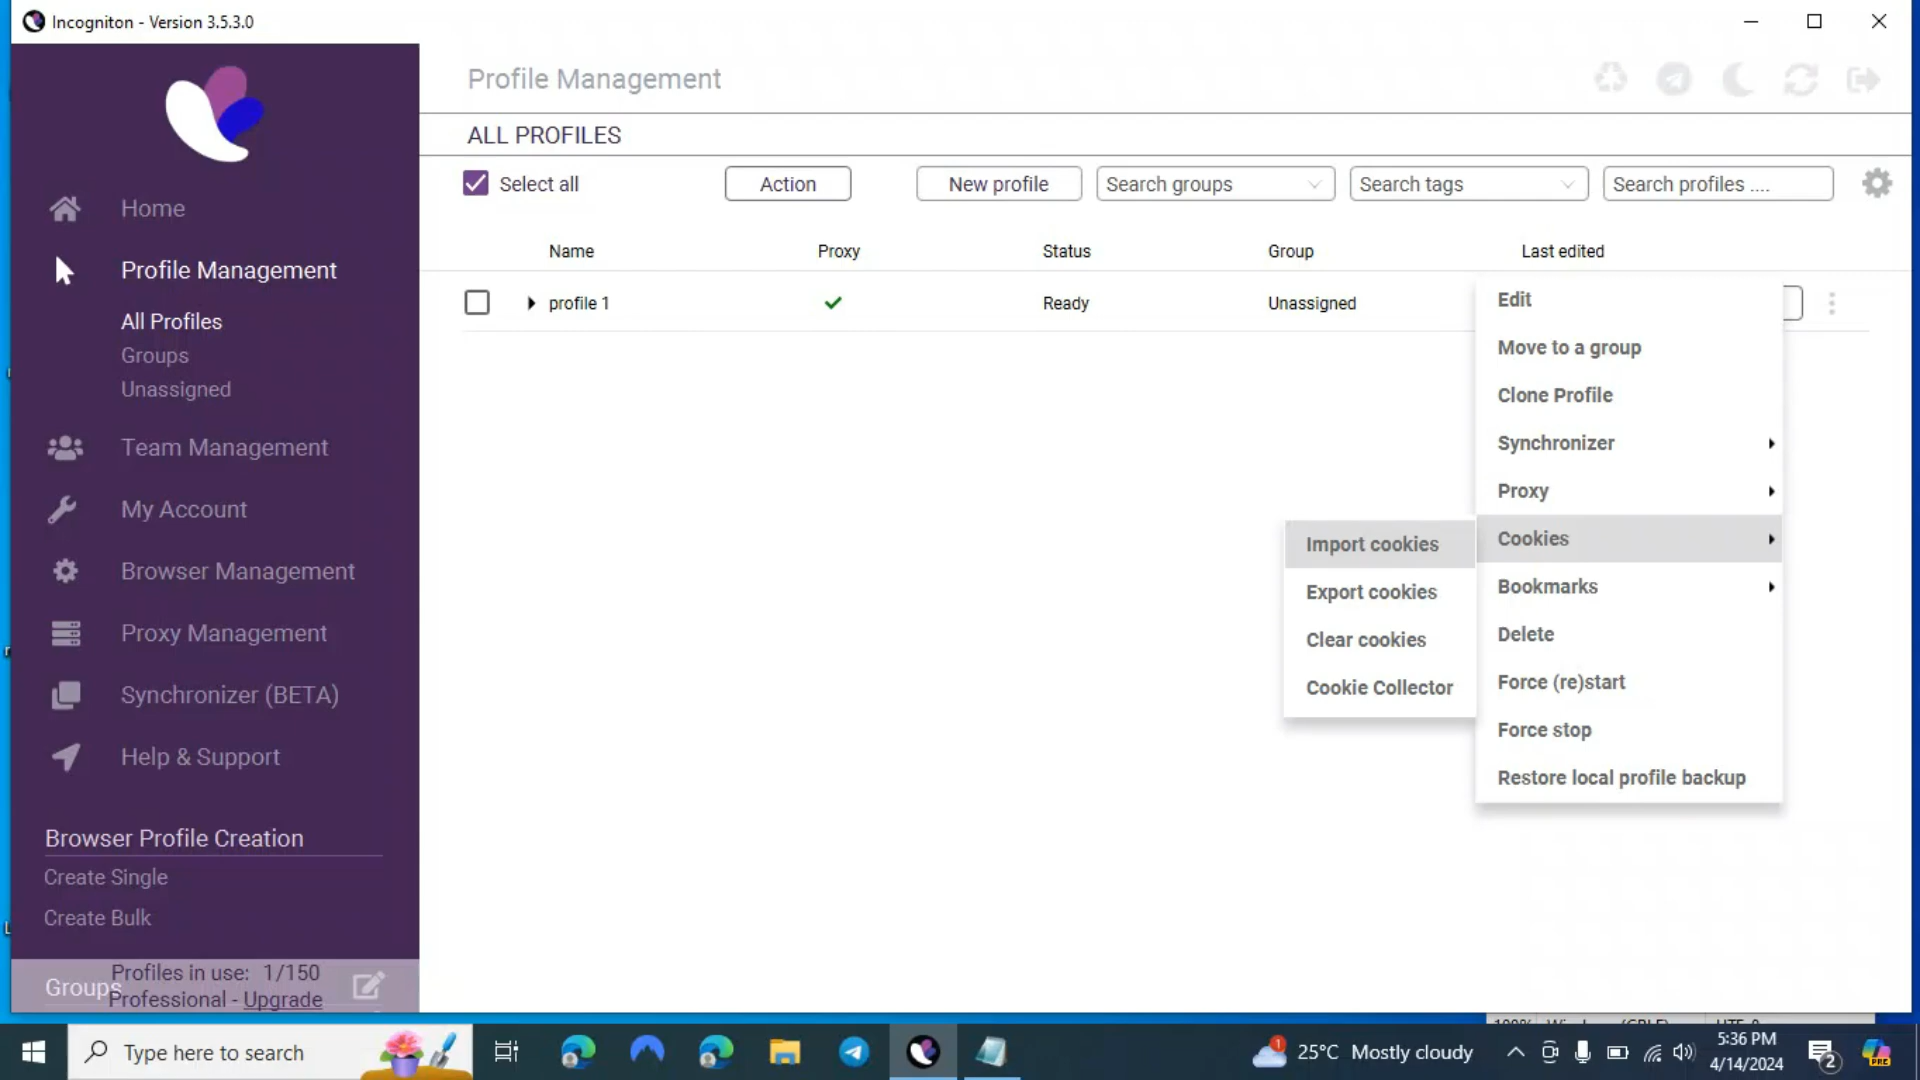 Incogniton - Version 3.5.3.0
Profile Management
ALL PROFILES
Select all
Action
New profile
Search groups
Search tags
Search profiles ....
Name
Proxy
Status
Group
Last edited
profile 1
Ready
Unassigned
Edit
Move to a group
Clone Profile
Synchronizer
Proxy
Cookies
Bookmarks
Delete
Force (re)start
Force stop
Restore local profile backup
Import cookies
Export cookies
Clear cookies
Cookie Collector
Home
Profile Management
All Profiles
Groups
Unassigned
Team Management
My Account
Browser Management
Proxy Management
Synchronizer (BETA)
Help & Support
Browser Profile Creation
Create Single
Create Bulk
Groups
Profiles in use: 1/150
Professional - Upgrade
Type here to search
1
25°C Mostly cloudy
5:36 PM
4/14/2024
2
PRE